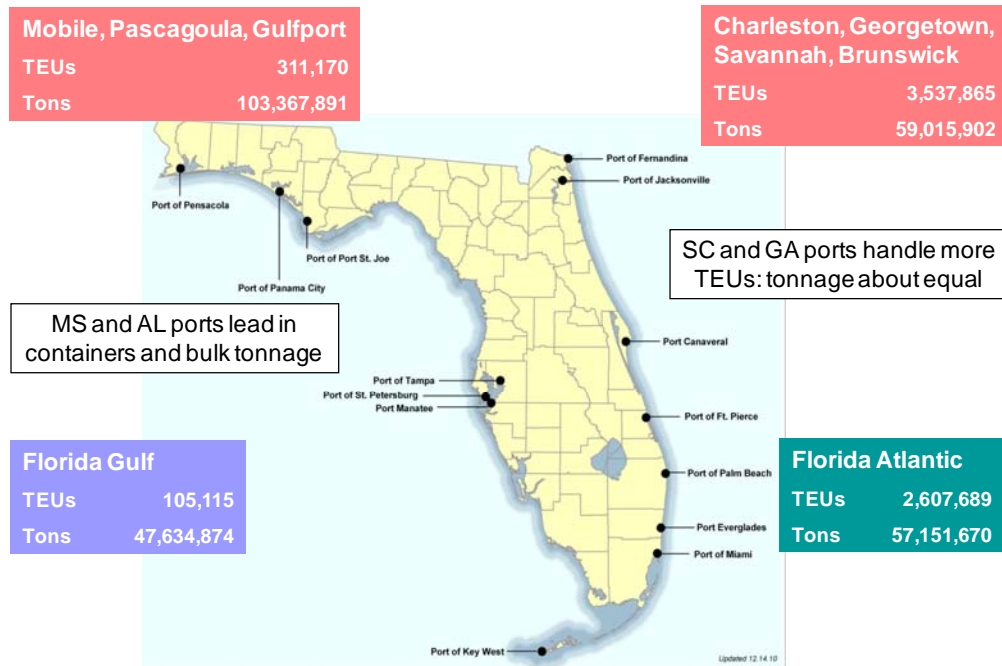 Mobile, Pascagoula, Gulfport
TEUs 311,170
Tons 103,367,891
Charleston, Georgetown,
Savannah, Brunswick
TEUs 3,537,865
Tons 59,015,902
Port of Fernandina
Port of Jacksonville
Port of Pensacola
Port of Port St. Joe
Port of Panama City
SC and GA ports handle more
TEUs: tonnage about equal
MS and AL ports lead in
containers and bulk tonnage
Port Canaveral
Port of Tampa
Port of St. Petersburg
Port Manatee
Port of Ft. Pierce
Florida Gulf
TEUs 105,115
Tons 47,634,874
Port of Palm Beach
Port Everglades
Port of Miami
Florida Atlantic
TEUs 2,607,689
Tons 57,151,670
Port of Key West
Updated 12.14.10